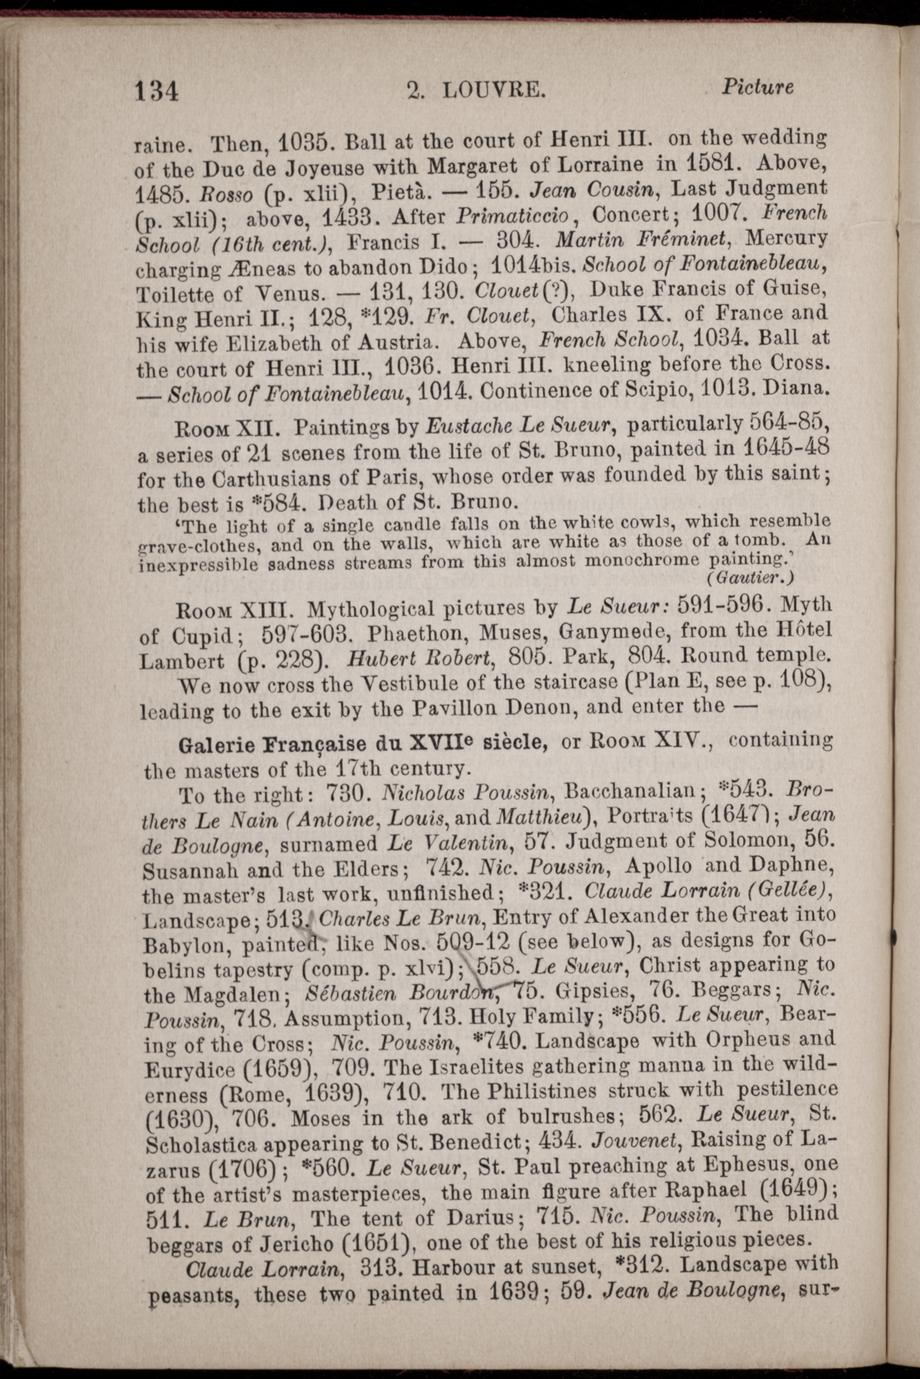 134 2. LOUVRE. Picture
raine. Then, 1035. Ball at the court of Henri III. on the wedding
of the Duc de Joyeuse with Margaret of Lorraine in 1581. Above,
1485. Rosso (p. xlii), Pietà. — 155. Jean Cousin, Last Judgment
(p. xlii); above, 1433. After Primaticcio, Concert; 1007. French
School (16th cent.), Francis I. — 304. Martin Fréminet, Mercury
charging Æneas to abandon Dido; 1014bis. School of Fontainebleau,
Toilette of Venus. — 131, 130. Clouet(?), Duke Francis of Guise,
King Henri II.; 128, *129. Fr. Clouet, Charles IX. of France and
his wife Elizabeth of Austria. Above, French School, 1034. Ball at
the court of Henri III., 1036. Henri III. kneeling before the Cross.
— School of Fontainebleau, 1014. Continence of Scipio, 1013. Diana.
ROOM XII. Paintings by Eustache Le Sueur, particularly 564-85,
a series of 21 scenes from the life of St. Bruno, painted in 1645-48
for the Carthusians of Paris, whose order was founded by this saint;
the best is *584. Death of St. Bruno.
'The light of a single candle falls on the white cowls, which resemble
grave-clothes, and on the walls, which are white as those of a tomb. An
inexpressible sadness streams from this almost monochrome painting.'
(Gautier.)
ROOM XIII. Mythological pictures by Le Sueur: 591-596. Myth
of Cupid; 597-603. Phaethon, Muses, Ganymede, from the Hôtel
Lambert (p. 228). Hubert Robert, 805. Park, 804. Round temple.
We now cross the Vestibule of the staircase (Plan E, see p. 108),
leading to the exit by the Pavillon Denon, and enter the —
Galerie Française du XVIIe siècle, or ROOM XIV., containing
the masters of the 17th century.
To the right: 730. Nicholas Poussin, Bacchanalian; *543. Bro-
thers Le Nain (Antoine, Louis, and Matthieu), Portraits (1647); Jean
de Boulogne, surnamed Le Valentin, 57. Judgment of Solomon, 56.
Susannah and the Elders; 742. Nic. Poussin, Apollo and Daphne,
the master's last work, unfinished; *321. Claude Lorrain (Gellée),
Landscape; 513. Charles Le Brun, Entry of Alexander the Great into
Babylon, painted, like Nos. 509-12 (see below), as designs for Go-
belins tapestry (comp. p. xlvi); 558. Le Sueur, Christ appearing to
the Magdalen; Sébastien Bourdon, 75. Gipsies, 76. Beggars; Nic.
Poussin, 718. Assumption, 713. Holy Family; *556. Le Sueur, Bear-
ing of the Cross; Nic. Poussin, *740. Landscape with Orpheus and
Eurydice (1659), 709. The Israelites gathering manna in the wild-
erness (Rome, 1639), 710. The Philistines struck with pestilence
(1630), 706. Moses in the ark of bulrushes; 562. Le Sueur, St.
Scholastica appearing to St. Benedict; 434. Jouvenet, Raising of La-
zarus (1706); *560. Le Sueur, St. Paul preaching at Ephesus, one
of the artist's masterpieces, the main figure after Raphael (1649);
511. Le Brun, The tent of Darius; 715. Nic. Poussin, The blind
beggars of Jericho (1651), one of the best of his religious pieces.
Claude Lorrain, 313. Harbour at sunset, *312. Landscape with
peasants, these two painted in 1639; 59. Jean de Boulogne, sur-